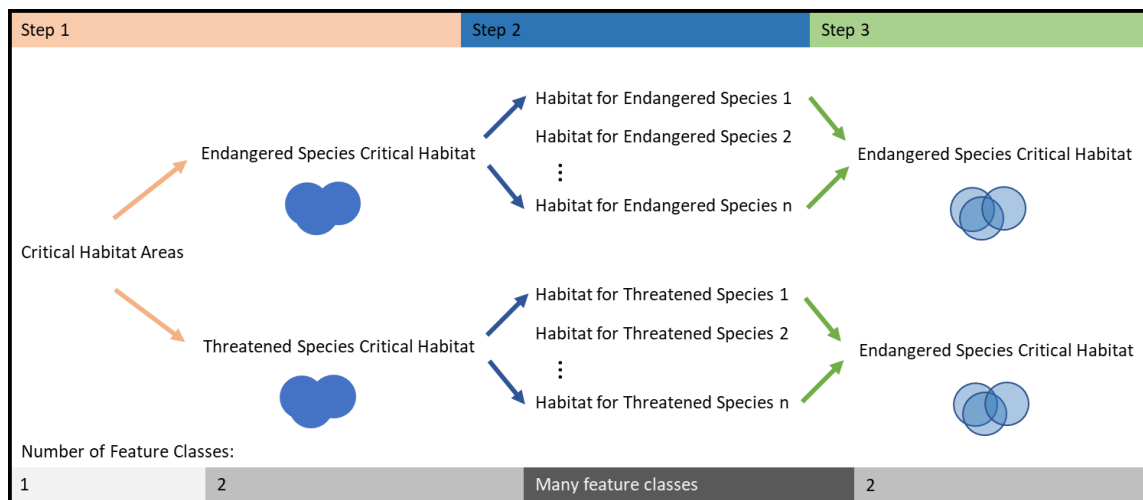 Step 1
Step 2
Step 3
Habitat for Endangered Species 1
Habitat for Endangered Species 2
Endangered Species Critical Habitat
Endangered Species Critical Habitat
⋮
Habitat for Endangered Species n
Critical Habitat Areas
Habitat for Threatened Species 1
Habitat for Threatened Species 2
Threatened Species Critical Habitat
Endangered Species Critical Habitat
⋮
Habitat for Threatened Species n
Number of Feature Classes:
1
2
Many feature classes
2